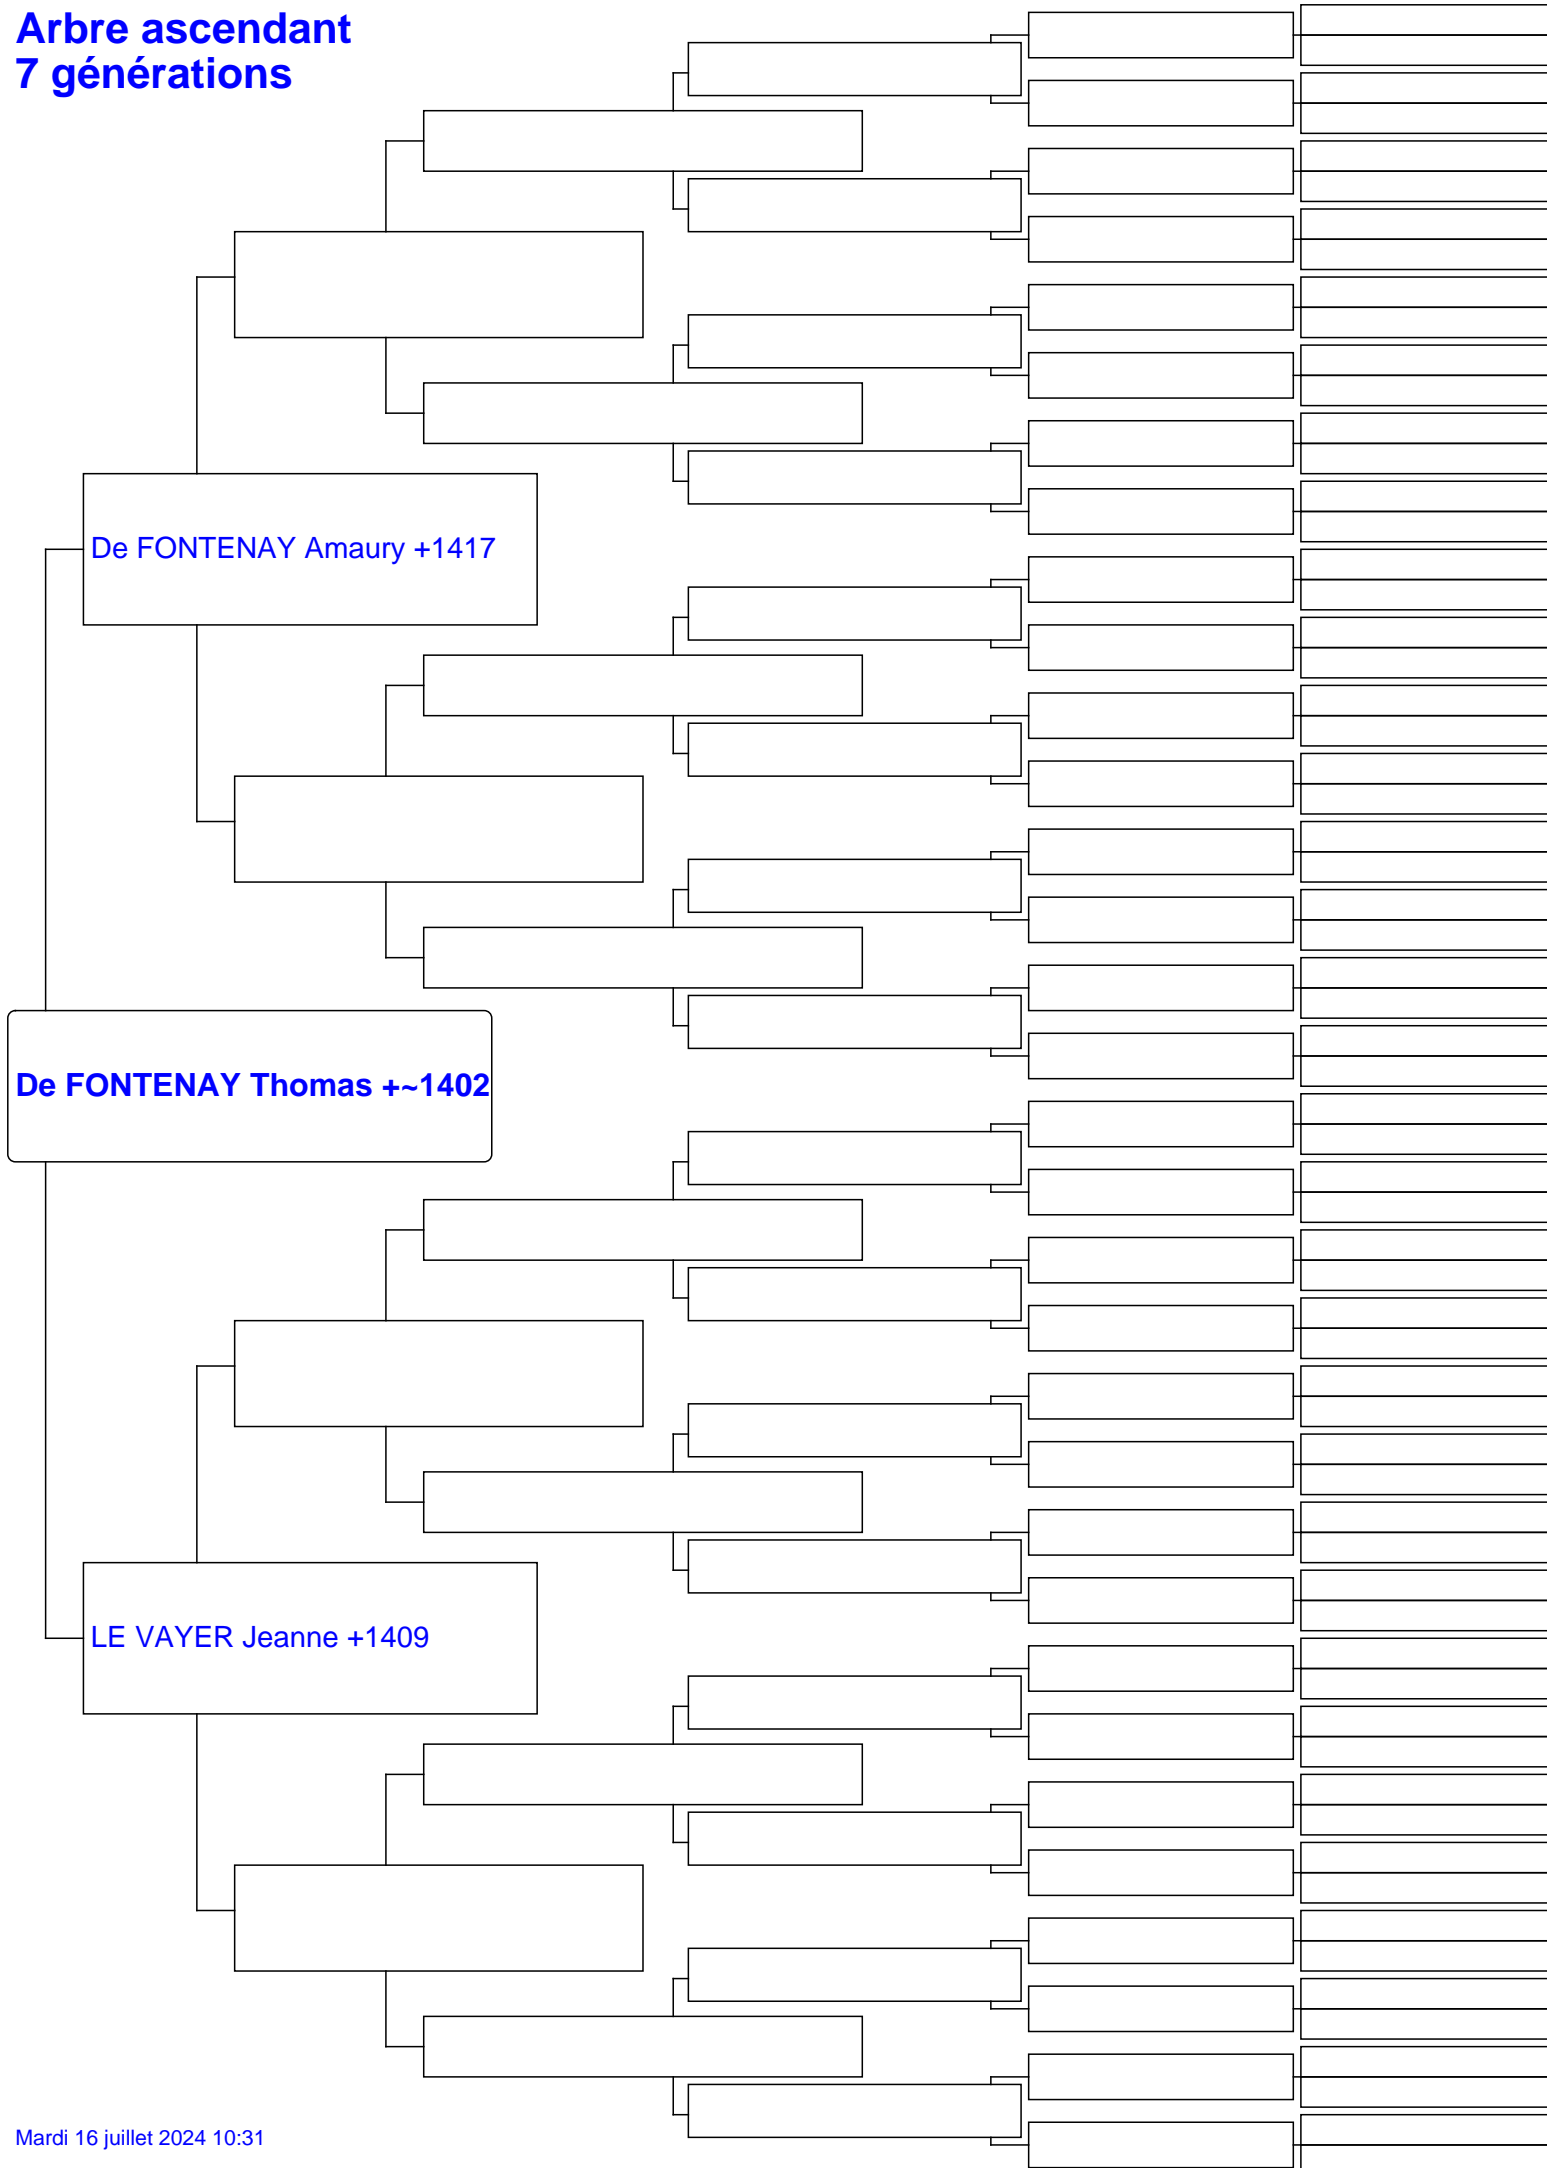 Arbre ascendant
7 générations
De FONTENAY Amaury +1417
De FONTENAY Thomas +~1402
LE VAYER Jeanne +1409
Mardi 16 juillet 2024 10:31